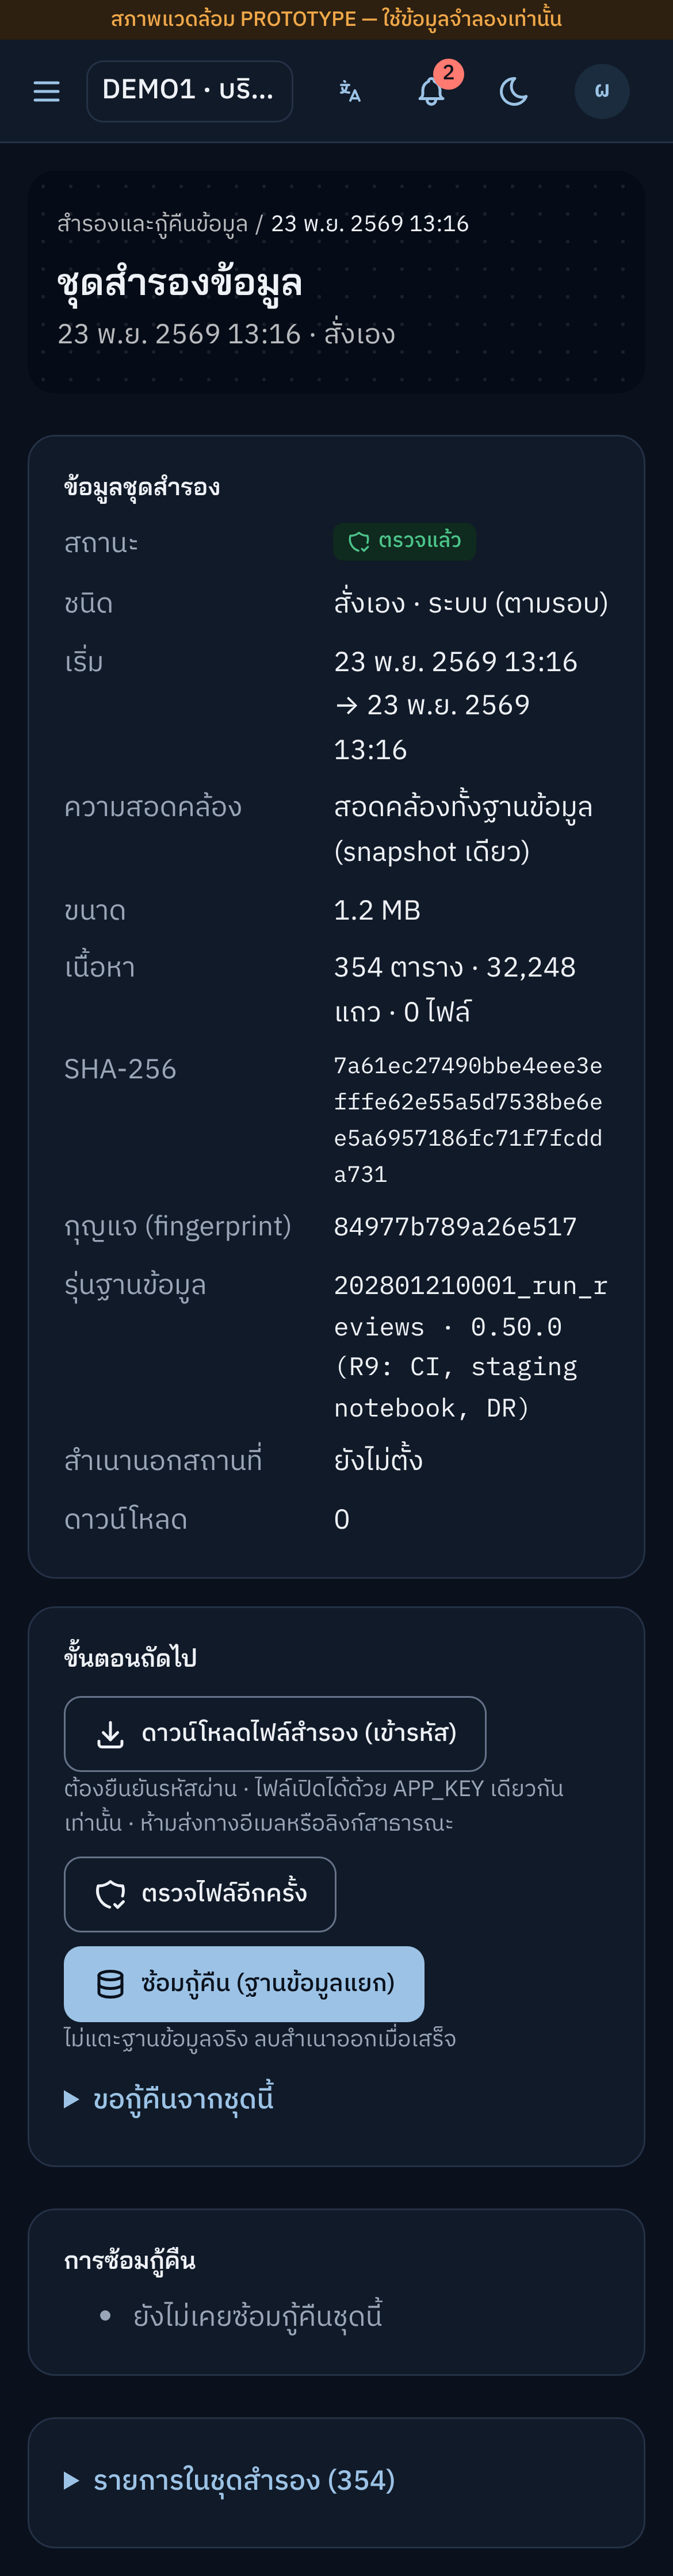 สภาพแวดล้อม PROTOTYPE — ใช้ข้อมูลจำลองเท่านั้น
DEMO1 · บริ...
2
ผ
สำรองและกู้คืนข้อมูล / 23 พ.ย. 2569 13:16
ชุดสำรองข้อมูล
23 พ.ย. 2569 13:16 · สั่งเอง
ข้อมูลชุดสำรอง
สถานะ ตรวจแล้ว
ชนิด สั่งเอง · ระบบ (ตามรอบ)
เริ่ม 23 พ.ย. 2569 13:16
→ 23 พ.ย. 2569
13:16
ความสอดคล้อง สอดคล้องทั้งฐานข้อมูล
(snapshot เดียว)
ขนาด 1.2 MB
เนื้อหา 354 ตาราง · 32,248
แถว · 0 ไฟล์
SHA-256 7a61ec27490bbe4eee3e
fffe62e55a5d7538be6e
e5a6957186fc71f7fcdd
a731
กุญแจ (fingerprint) 84977b789a26e517
รุ่นฐานข้อมูล 202801210001_run_r
eviews · 0.50.0
(R9: CI, staging
notebook, DR)
สำเนานอกสถานที่ ยังไม่ตั้ง
ดาวน์โหลด 0
ขั้นตอนถัดไป
ดาวน์โหลดไฟล์สำรอง (เข้ารหัส)
ต้องยืนยันรหัสผ่าน · ไฟล์เปิดได้ด้วย APP_KEY เดียวกัน
เท่านั้น · ห้ามส่งทางอีเมลหรือลิงก์สาธารณะ
ตรวจไฟล์อีกครั้ง
ซ้อมกู้คืน (ฐานข้อมูลแยก)
ไม่แตะฐานข้อมูลจริง ลบสำเนาออกเมื่อเสร็จ
ขอกู้คืนจากชุดนี้
การซ้อมกู้คืน
ยังไม่เคยซ้อมกู้คืนชุดนี้
รายการในชุดสำรอง (354)